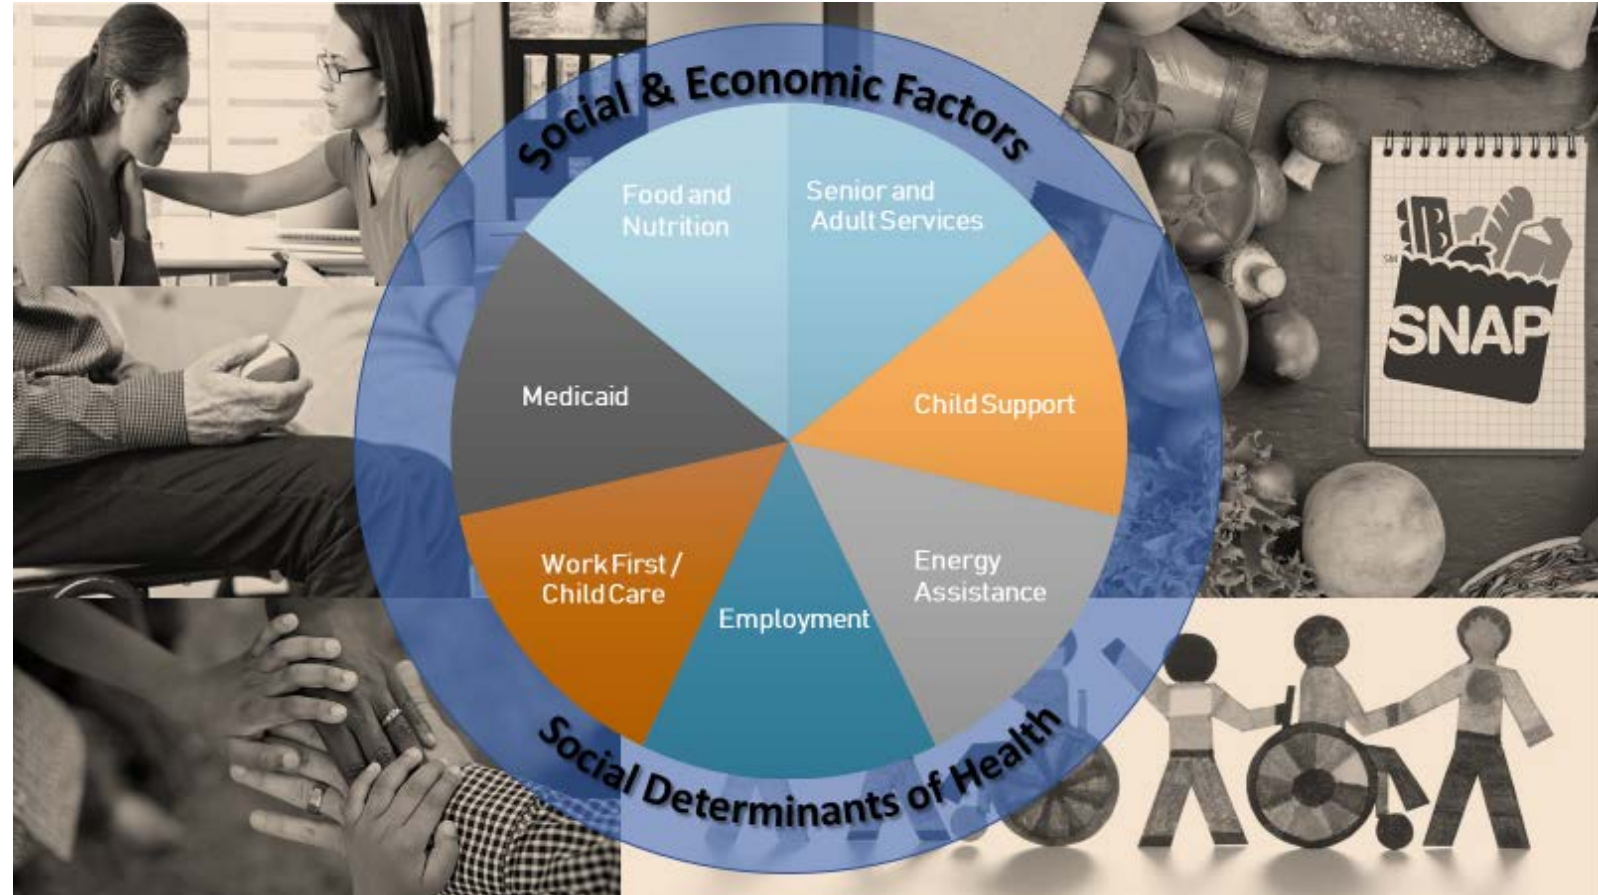 Social & Economic Factors
Food and
Nutrition
Senior and
Adult Services
Medicaid
Child Support
Work First /
Child Care
Employment
Energy
Assistance
Social Determinants of Health
SM
SNAP